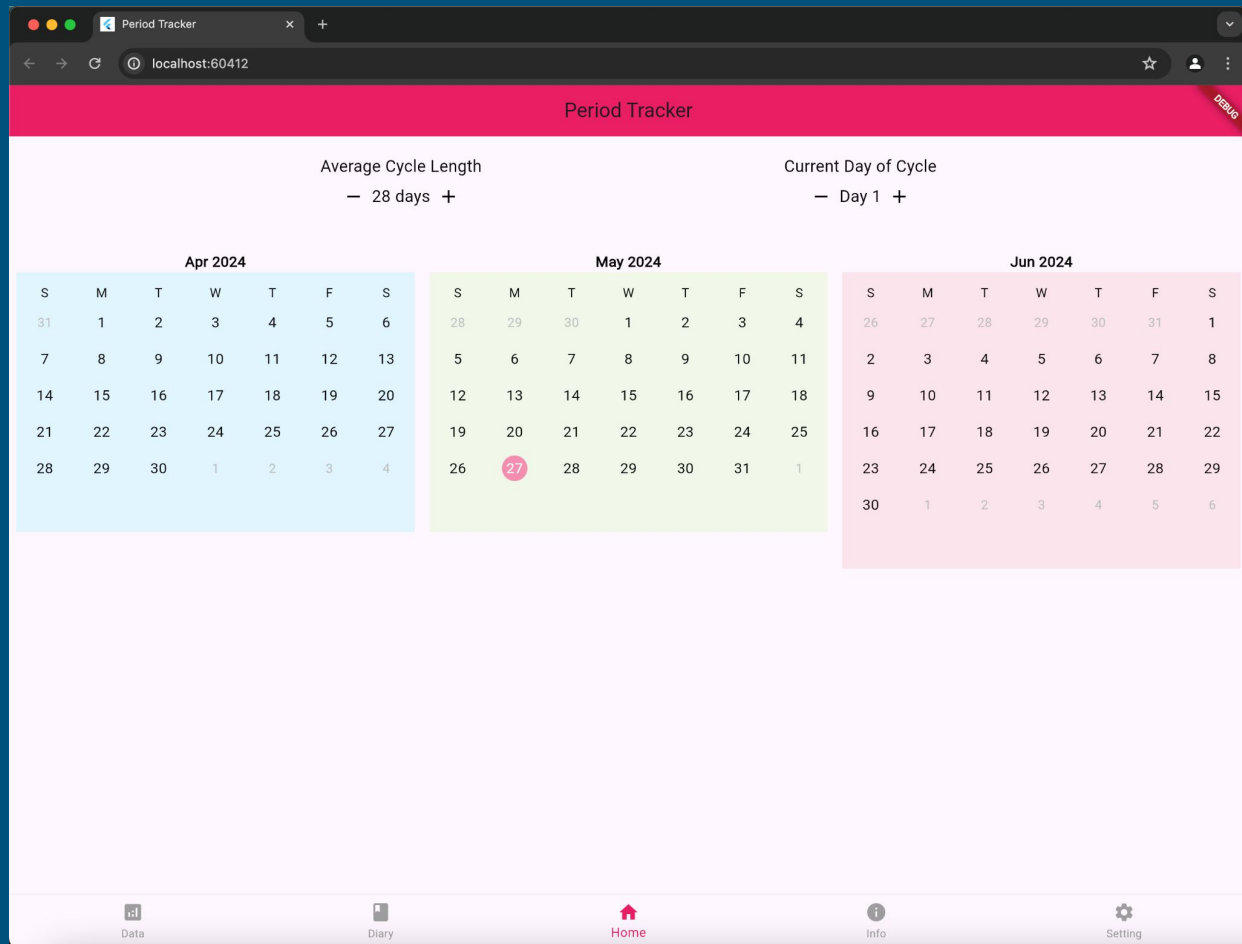 Period Tracker
localhost:60412
Period Tracker
DEBUG
Average Cycle Length
Current Day of Cycle
28 days
Day 1
Apr 2024
S M T W T F S
31 1 2 3 4 5 6
7 8 9 10 11 12 13
14 15 16 17 18 19 20
21 22 23 24 25 26 27
28 29 30 1 2 3 4
May 2024
S M T W T F S
28 29 30 1 2 3 4
5 6 7 8 9 10 11
12 13 14 15 16 17 18
19 20 21 22 23 24 25
26 27 28 29 30 31 1
Jun 2024
S M T W T F S
26 27 28 29 30 31 1
2 3 4 5 6 7 8
9 10 11 12 13 14 15
16 17 18 19 20 21 22
23 24 25 26 27 28 29
30 1 2 3 4 5 6
Data
Diary
Home
Info
Setting